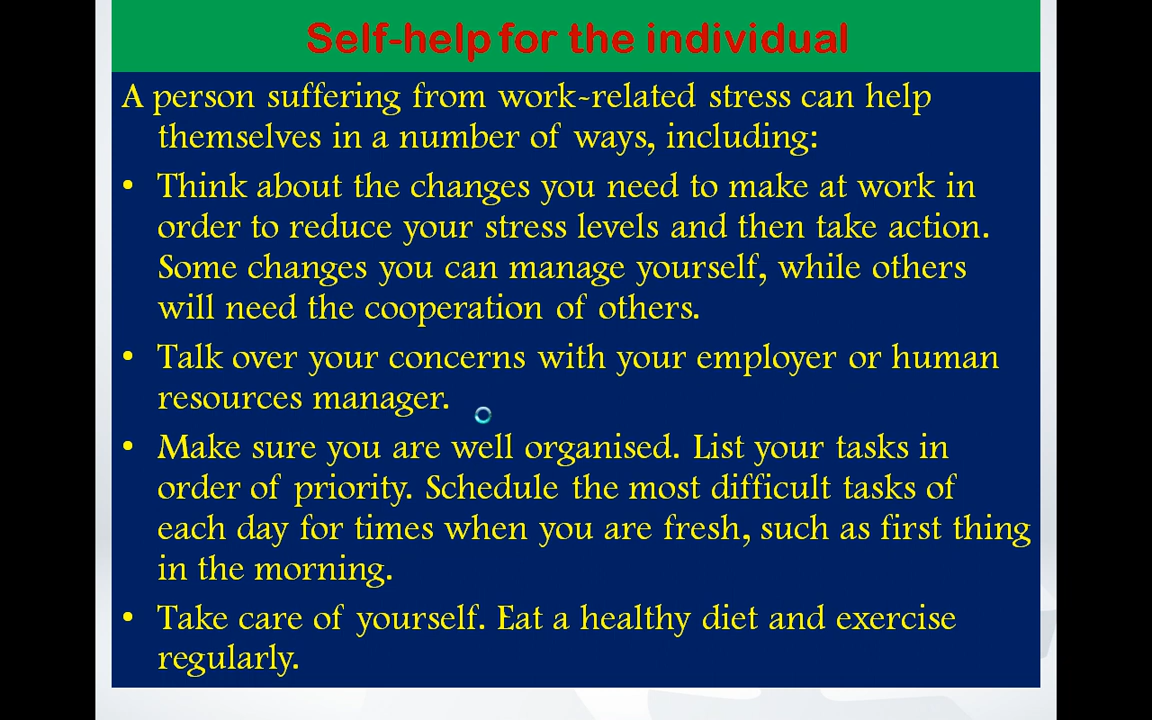 Self-help for the individual
A person suffering from work-related stress can help
themselves in a number of ways, including:
• Think about the changes you need to make at work in
order to reduce your stress levels and then take action.
Some changes you can manage yourself, while others
will need the cooperation of others.
• Talk over your concerns with your employer or human
resources manager.
• Make sure you are well organised. List your tasks in
order of priority. Schedule the most difficult tasks of
each day for times when you are fresh, such as first thing
in the morning.
• Take care of yourself. Eat a healthy diet and exercise
regularly.